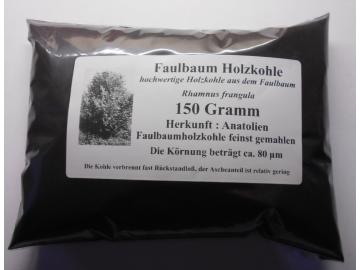 Faulbaum Holzkohle
hochwertige Holzkohle aus dem Faulbaum
Rhamnus frangula
150 Gramm
Herkunft : Anatolien
Faulbaumholzkohle feinst gemahlen
Die Körnung beträgt ca. 80 µm
Die Kohle verbrennt fast Rückstandloß, der Ascheanteil ist relativ gering